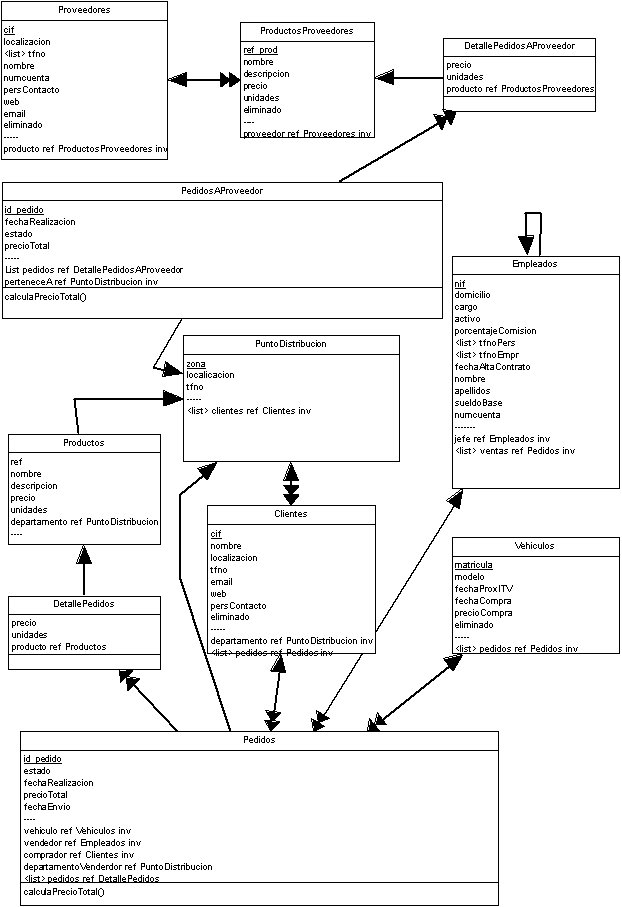 Proveedores
cif
localizacion
<list> tfno
nombre
numcuenta
persContacto
web
email
eliminado
-----
producto ref ProductosProveedores inv
ProductosProveedores
ref_prod
nombre
descripcion
precio
unidades
eliminado
----
proveedor ref Proveedores inv
DetallePedidosAProveedor
precio
unidades
producto ref ProductosProveedores
PedidosAProveedor
id_pedido
fechaRealizacion
estado
precioTotal
-----
List pedidos ref DetallePedidosAProveedor
perteneceA ref PuntoDistribucion inv
calculaPrecioTotal()
Empleados
nif
domicilio
cargo
activo
porcentajeComision
<list> tfnoPers
<list> tfnoEmpr
fechaAltaContrato
nombre
apellidos
sueldoBase
numcuenta
-------
jefe ref Empleados inv
<list> ventas ref Pedidos inv
PuntoDistribucion
zona
localicacion
tfno
-----
<list> clientes ref Clientes inv
Productos
ref
nombre
descripcion
precio
unidades
departamento ref PuntoDistribucion
----
Clientes
cif
nombre
localizacion
tfno
email
web
persContacto
eliminado
-----
departamento ref PuntoDistribucion inv
<list> pedidos ref Pedidos inv
Vehiculos
matricula
modelo
fechaProxITV
fechaCompra
precioCompra
eliminado
-----
<list> pedidos ref Pedidos inv
DetallePedidos
precio
unidades
producto ref Productos
Pedidos
id_pedido
estado
fechaRealizacion
precioTotal
fechaEnvio
----
vehiculo ref Vehiculos inv
vendedor ref Empleados inv
comprador ref Clientes inv
departamentoVenderdor ref PuntoDistribucion
<list> pedidos ref DetallePedidos
calculaPrecioTotal()